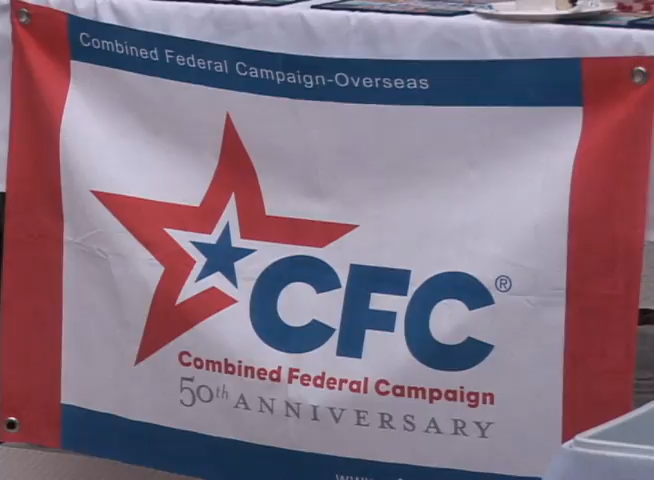 Combined Federal Campaign-Overseas
CFC®
Combined Federal Campaign
50th ANNIVERSARY